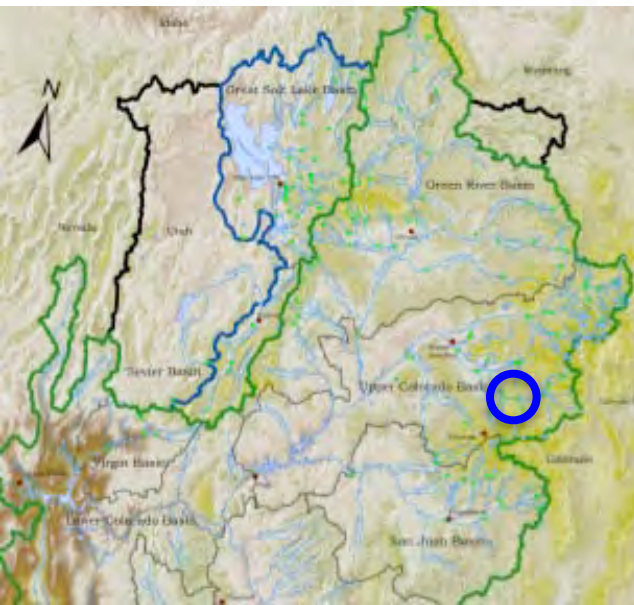 Idaho
Wyoming
N
Great Salt Lake Basin
Green River Basin
Nevada
Utah
Sevier Basin
Upper Colorado Basin
Colorado
Virgin Basin
Lower Colorado Basin
San Juan Basin